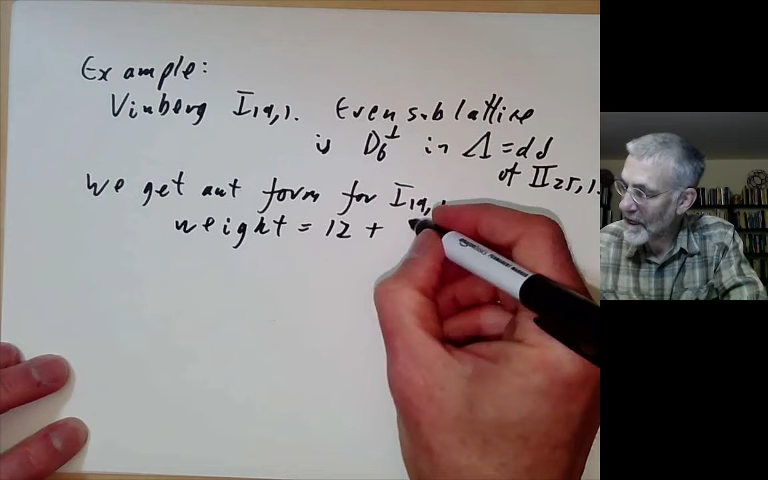 Example:
Vinberg I₁₉,₁. Even sublattice
is D₆^⊥ in Λ = dd
of II₂₅,₁.
We get aut form for I₁₉,₁
weight = 12 +